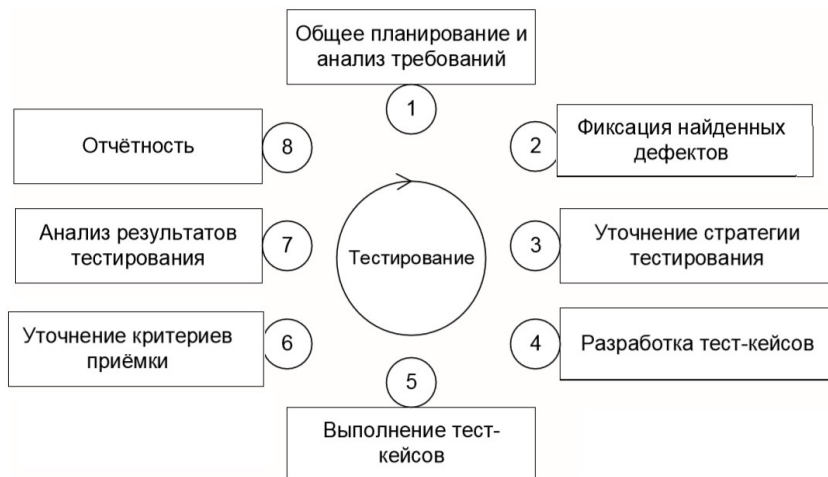 Общее планирование и
анализ требований
1
8
Отчётность
2
Фиксация найденных
дефектов
7
Анализ результатов
тестирования
Тестирование
3
Уточнение стратегии
тестирования
6
Уточнение критериев
приёмки
4
Разработка тест-кейсов
5
Выполнение тест-
кейсов